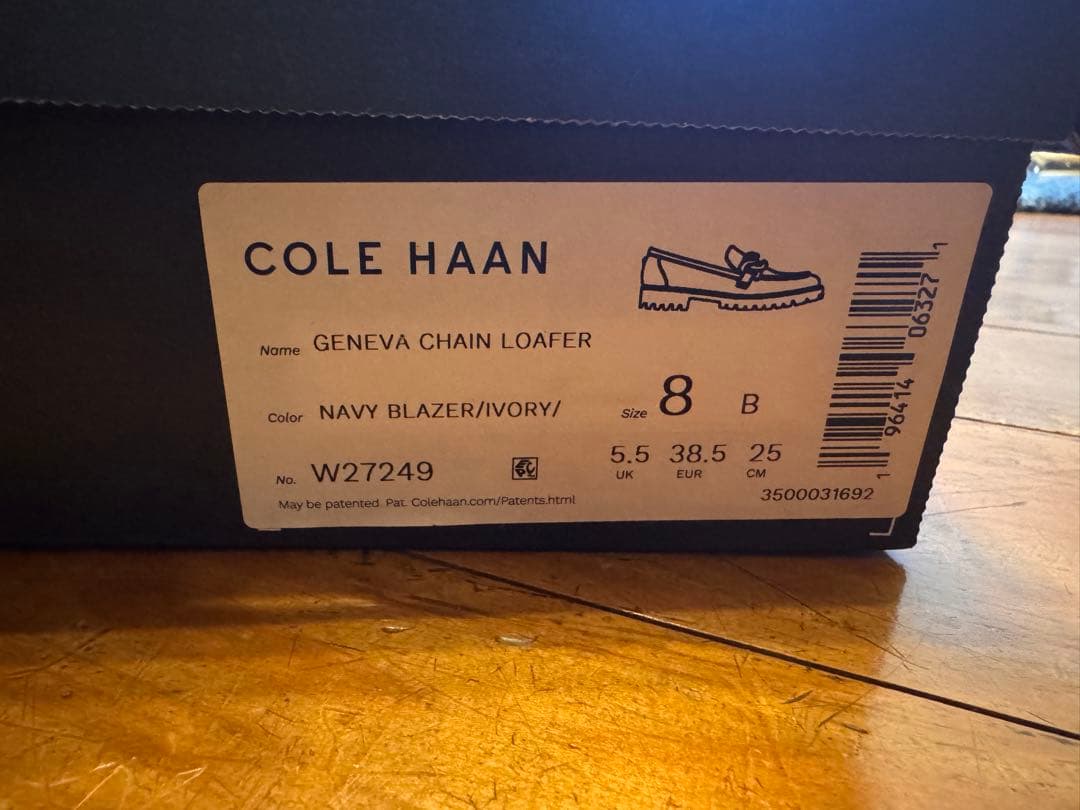 COLE HAAN
Name GENEVA CHAIN LOAFER
Color NAVY BLAZER/IVORY/
Size 8 B
5.5 38.5 25
UK EUR CM
No. W27249
May be patented. Pat. Colehaan.com/Patents.html
3500031692
1 96414 06327 1